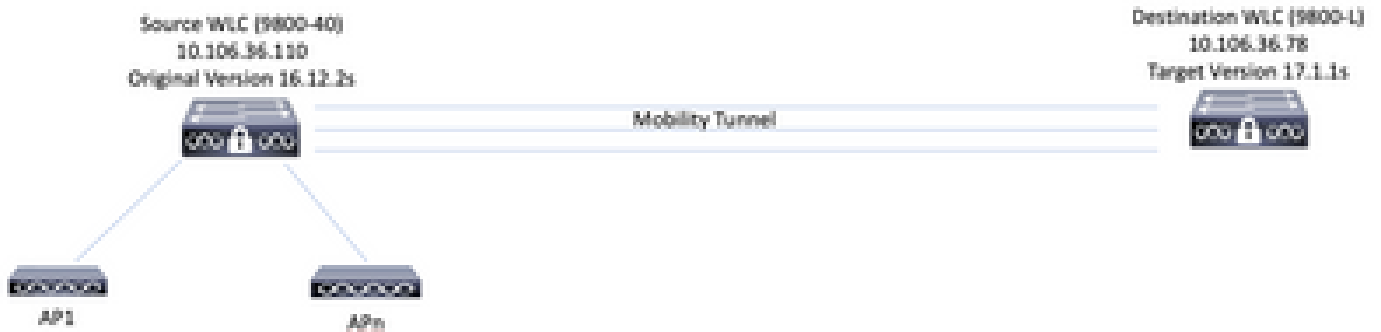 Source WLC (9800-40)
10.106.36.110
Original Version 16.12.2s
Destination WLC (9800-L)
10.106.36.78
Target Version 17.1.1s
Mobility Tunnel
AP1
APn